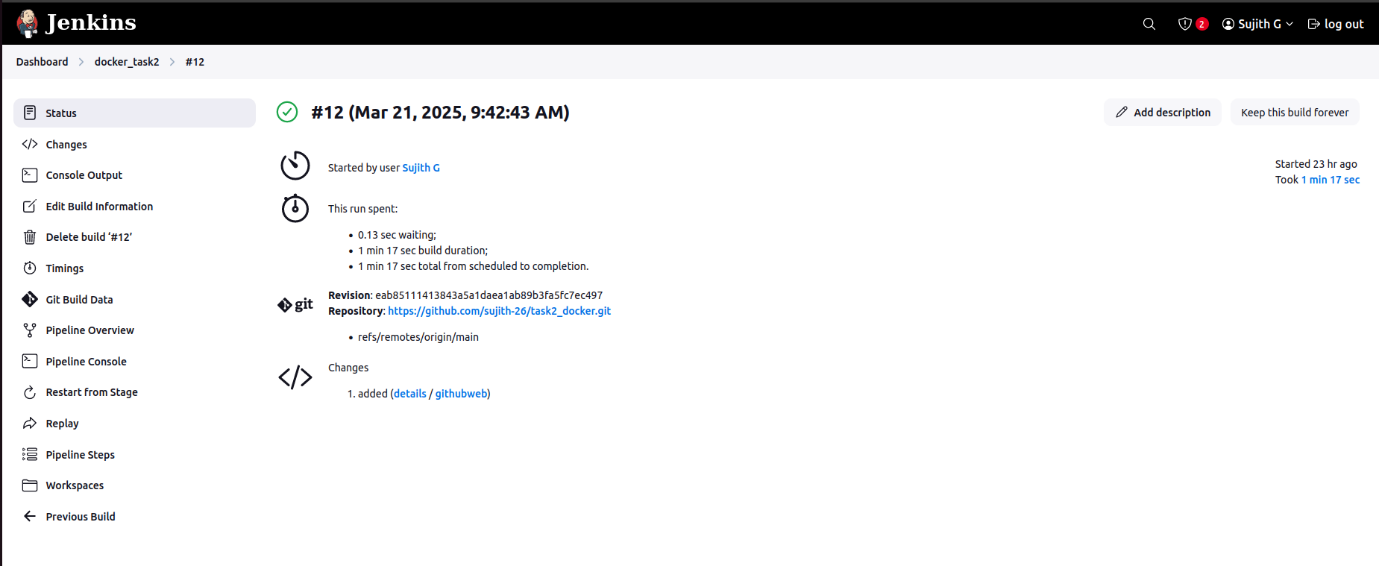 Jenkins
2
Sujith G
log out
Dashboard > docker_task2 > #12
Status
Changes
Console Output
Edit Build Information
Delete build ‘#12’
Timings
Git Build Data
Pipeline Overview
Pipeline Console
Restart from Stage
Replay
Pipeline Steps
Workspaces
Previous Build
#12 (Mar 21, 2025, 9:42:43 AM)
Add description
Keep this build forever
Started 23 hr ago
Took 1 min 17 sec
Started by user Sujith G
This run spent:
• 0.13 sec waiting;
• 1 min 17 sec build duration;
• 1 min 17 sec total from scheduled to completion.
git
Revision: eab85111413843a5a1daea1ab89b3fa5fc7ec497
Repository: https://github.com/sujith-26/task2_docker.git
• refs/remotes/origin/main
Changes
1. added (details / githubweb)